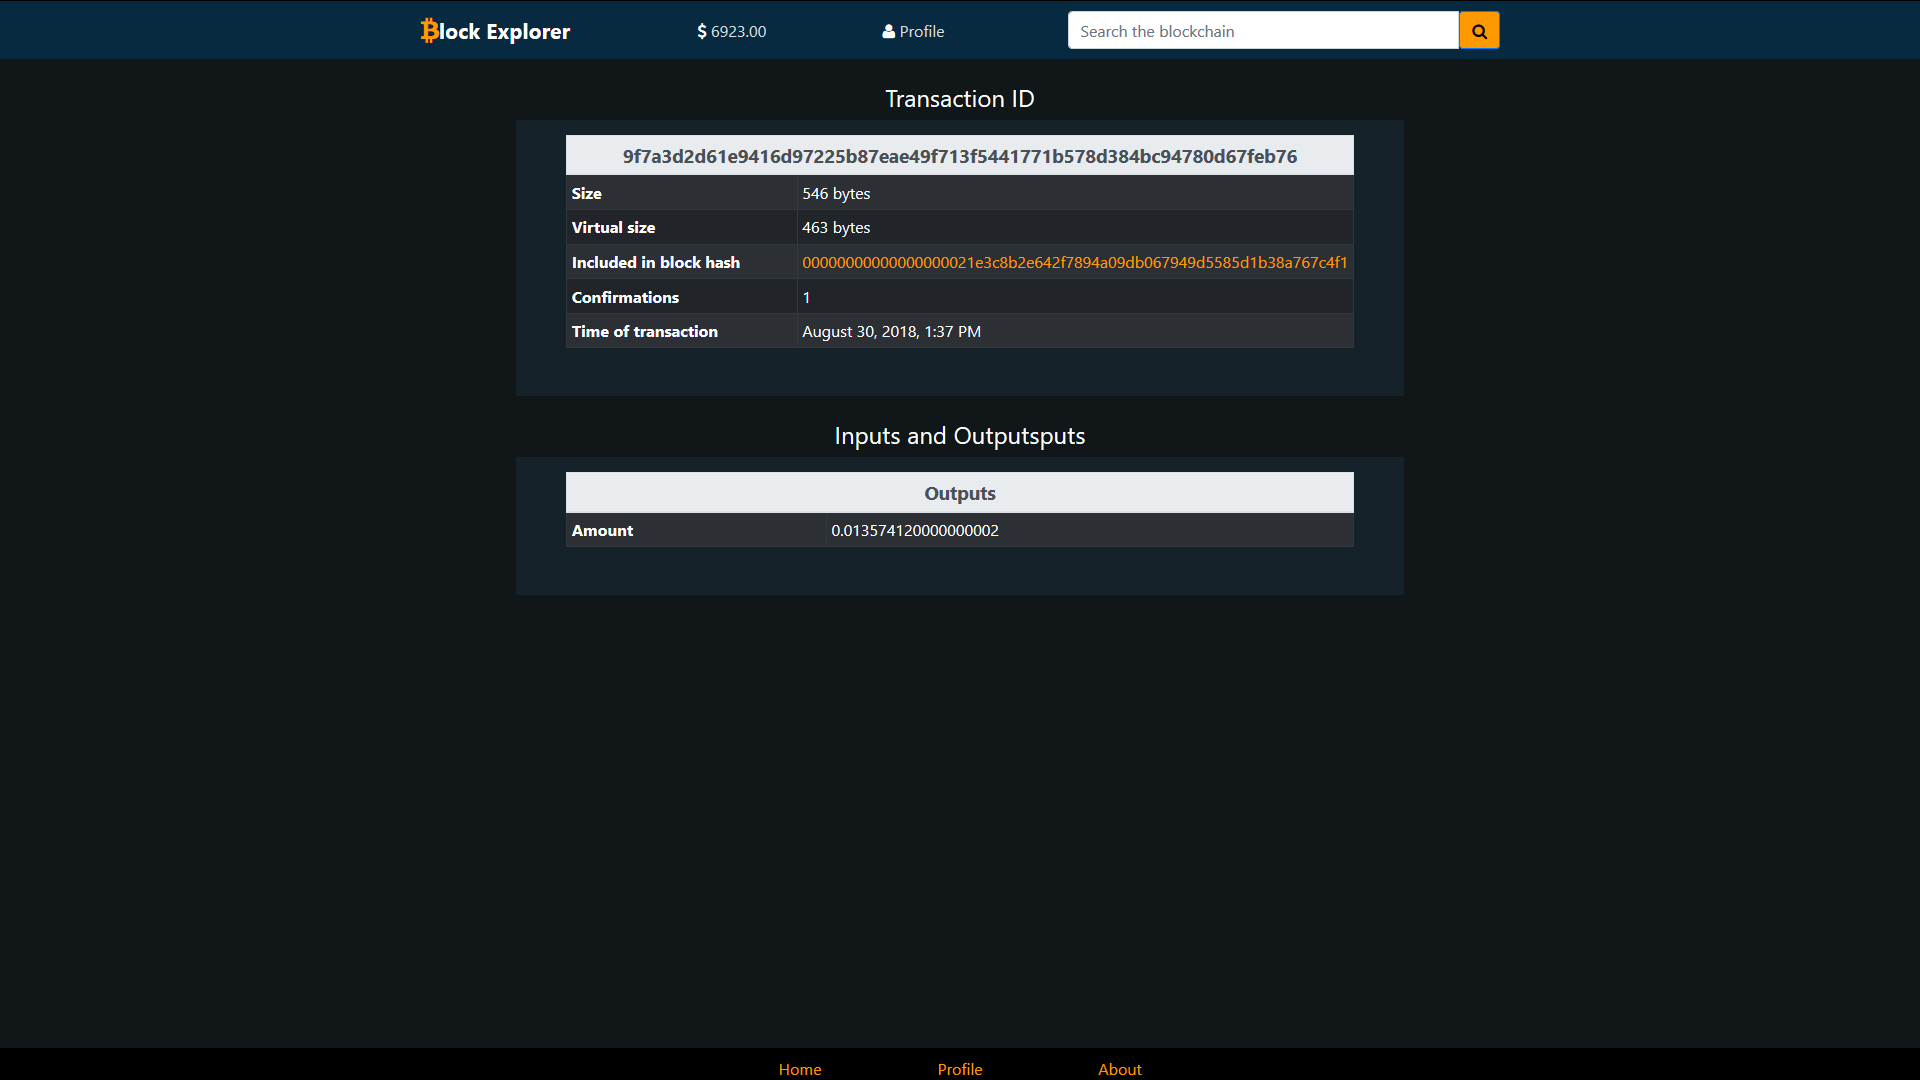 Block Explorer
$ 6923.00
Profile
Search the blockchain
Transaction ID
9f7a3d2d61e9416d97225b87eae49f713f5441771b578d384bc94780d67feb76
Size 546 bytes
Virtual size 463 bytes
Included in block hash 00000000000000000021e3c8b2e642f7894a09db067949d5585d1b38a767c4f1
Confirmations 1
Time of transaction August 30, 2018, 1:37 PM
Inputs and Outputsputs
Outputs
Amount 0.013574120000000002
Home
Profile
About